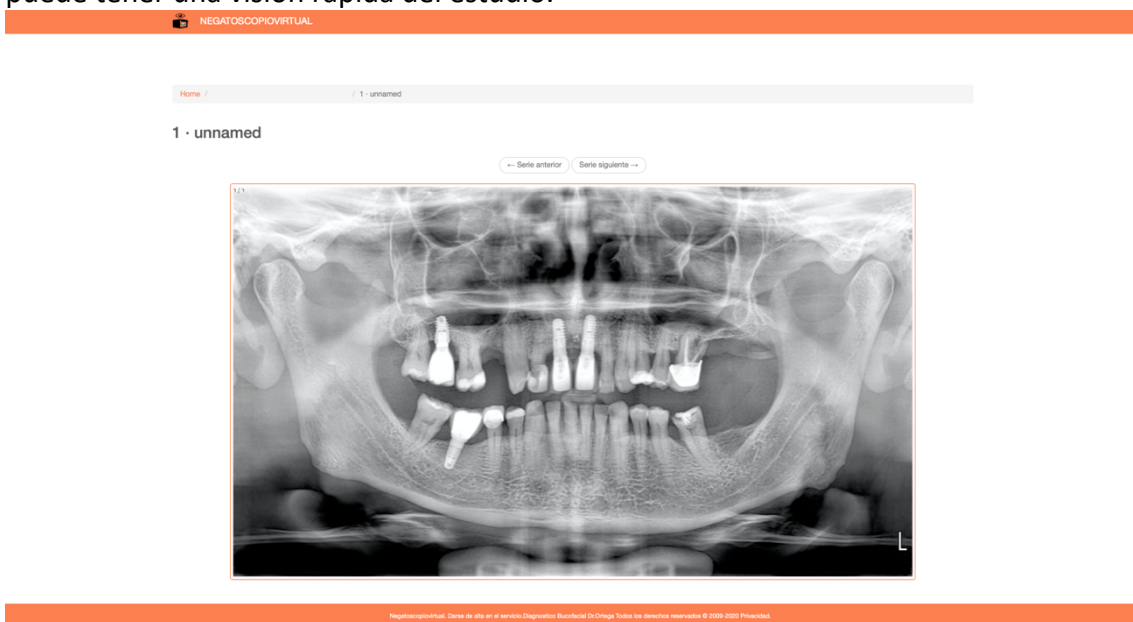 puede tener una visión rápida del estudio.
NEGATOSCOPIOVIRTUAL
Home / / 1 · unnamed
1 · unnamed
← Serie anterior Serie siguiente →
1/1
L
Negatoscopiovirtual. Darse de alta en el servicio.Diagnostico Bucofacial Dr.Ortega Todos los derechos reservados © 2009-2020 Privacidad.